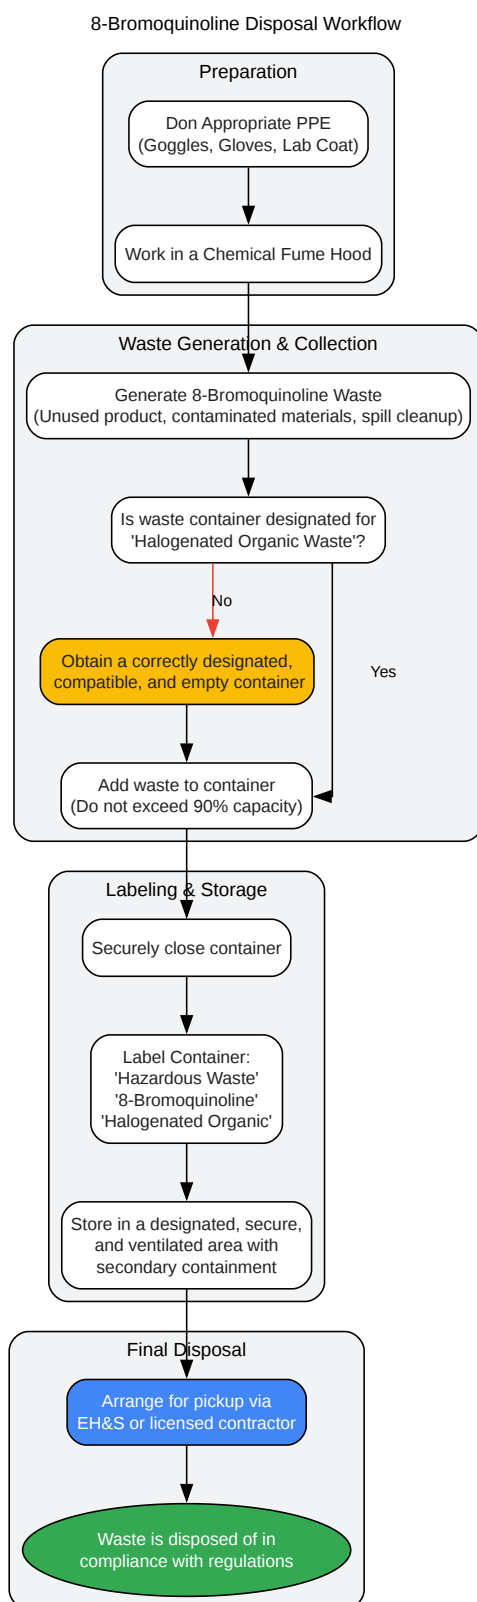 8-Bromoquinoline Disposal Workflow
Preparation
Don Appropriate PPE
(Goggles, Gloves, Lab Coat)
Work in a Chemical Fume Hood
Waste Generation & Collection
Generate 8-Bromoquinoline Waste
(Unused product, contaminated materials, spill cleanup)
Is waste container designated for
'Halogenated Organic Waste'?
No
Obtain a correctly designated,
compatible, and empty container
Yes
Add waste to container
(Do not exceed 90% capacity)
Labeling & Storage
Securely close container
Label Container:
'Hazardous Waste'
'8-Bromoquinoline'
'Halogenated Organic'
Store in a designated, secure,
and ventilated area with
secondary containment
Final Disposal
Arrange for pickup via
EH&S or licensed contractor
Waste is disposed of in
compliance with regulations